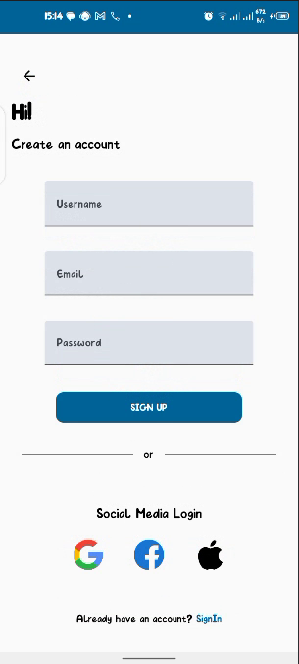 15:14
672
B/s
Hi!
Create an account
Username
Email
Password
SIGN UP
or
Social Media Login
Already have an account? SignIn